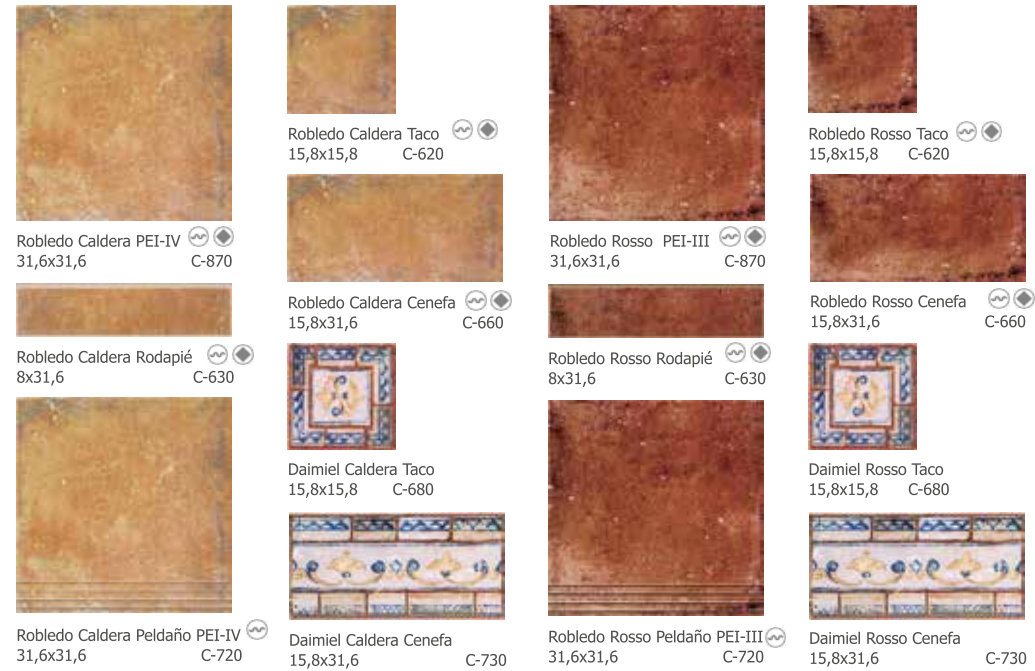 Robledo Caldera PEI-IV
31,6x31,6 C-870
Robledo Caldera Rodapié
8x31,6 C-630
Robledo Caldera Peldaño PEI-IV
31,6x31,6 C-720
Robledo Caldera Taco
15,8x15,8 C-620
Robledo Caldera Cenefa
15,8x31,6 C-660
Daimiel Caldera Taco
15,8x15,8 C-680
Daimiel Caldera Cenefa
15,8x31,6 C-730
Robledo Rosso PEI-III
31,6x31,6 C-870
Robledo Rosso Rodapié
8x31,6 C-630
Robledo Rosso Peldaño PEI-III
31,6x31,6 C-720
Robledo Rosso Taco
15,8x15,8 C-620
Robledo Rosso Cenefa
15,8x31,6 C-660
Daimiel Rosso Taco
15,8x15,8 C-680
Daimiel Rosso Cenefa
15,8x31,6 C-730